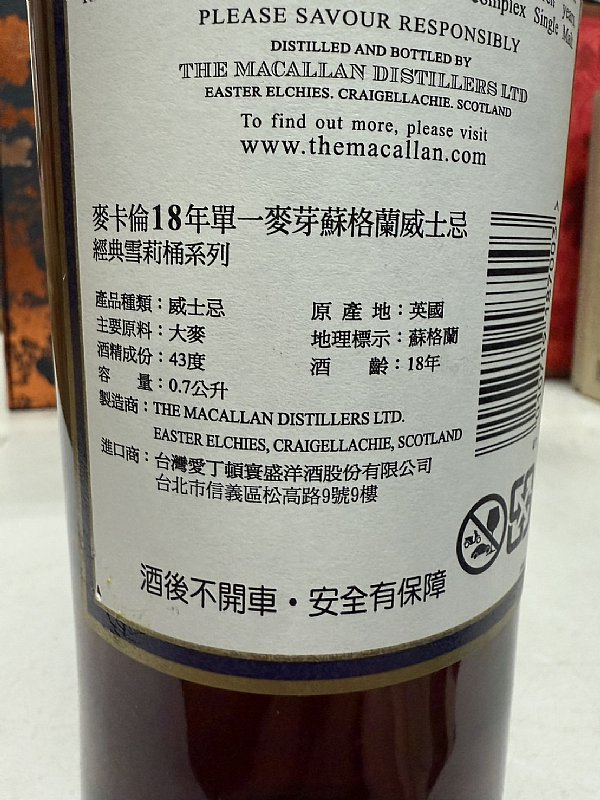 years
Complex Single Malt
PLEASE SAVOUR RESPONSIBLY
DISTILLED AND BOTTLED BY
THE MACALLAN DISTILLERS LTD
EASTER ELCHIES. CRAIGELLACHIE. SCOTLAND
To find out more, please visit
www.themacallan.com
麥卡倫18年單一麥芽蘇格蘭威士忌
經典雪莉桶系列
產品種類：威士忌 原產地：英國
主要原料：大麥 地理標示：蘇格蘭
酒精成份：43度 酒齡：18年
容量：0.7公升
製造商：THE MACALLAN DISTILLERS LTD.
EASTER ELCHIES, CRAIGELLACHIE, SCOTLAND
進口商：台灣愛丁頓寰盛洋酒股份有限公司
台北市信義區松高路9號9樓
酒後不開車·安全有保障